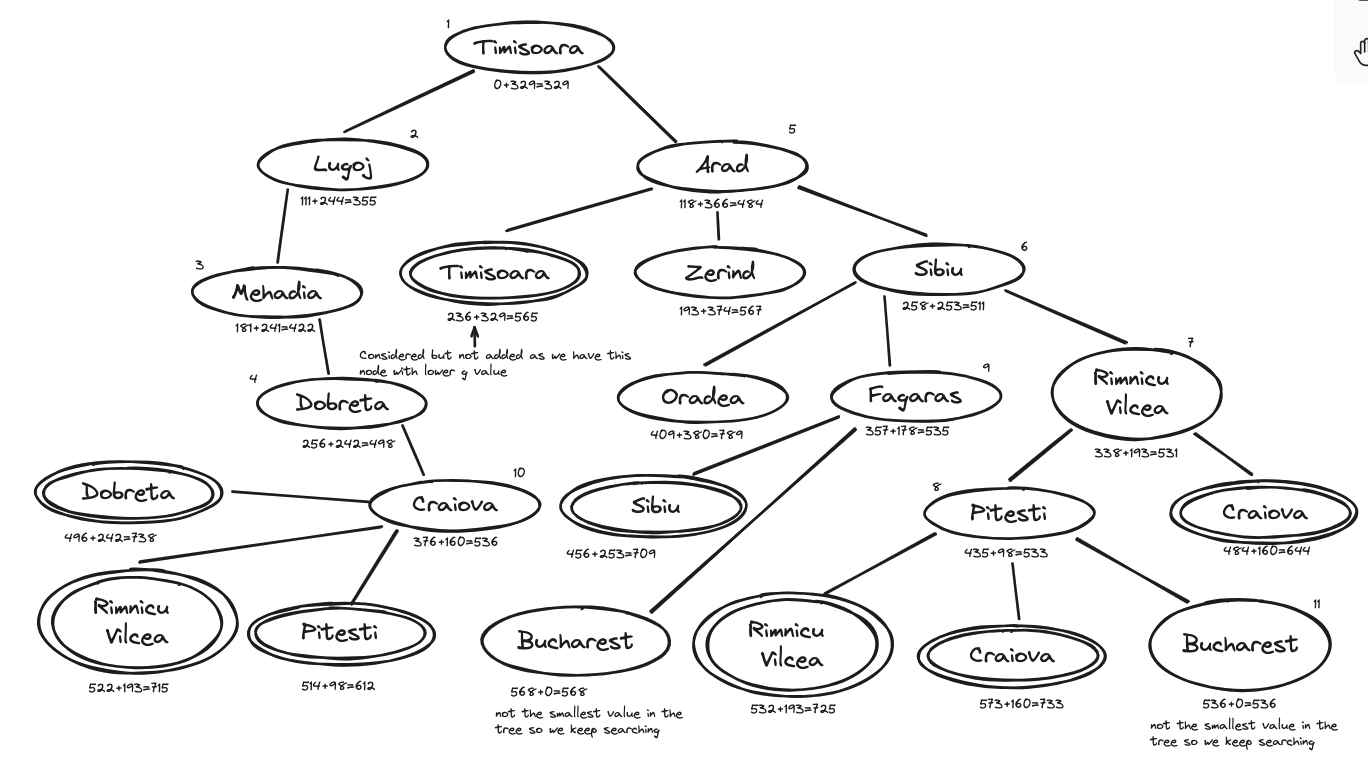 1
Timisoara
0+329=329
2
Lugoj
111+244=355
5
Arad
118+366=484
3
Mehadia
181+241=422
Timisoara
236+329=565
Considered but not added as we have this
node with lower g value
Zerind
193+374=567
6
Sibiu
258+253=511
4
Dobreta
256+242=498
Oradea
409+380=789
9
Fagaras
357+178=535
7
Rimnicu
Vilcea
338+193=531
Dobreta
496+242=738
10
Craiova
376+160=536
Sibiu
456+253=709
8
Pitesti
435+98=533
Craiova
484+160=644
Rimnicu
Vilcea
522+193=715
Pitesti
514+98=612
Bucharest
568+0=568
not the smallest value in the
tree so we keep searching
Rimnicu
Vilcea
532+193=725
Craiova
573+160=733
11
Bucharest
536+0=536
not the smallest value in the
tree so we keep searching